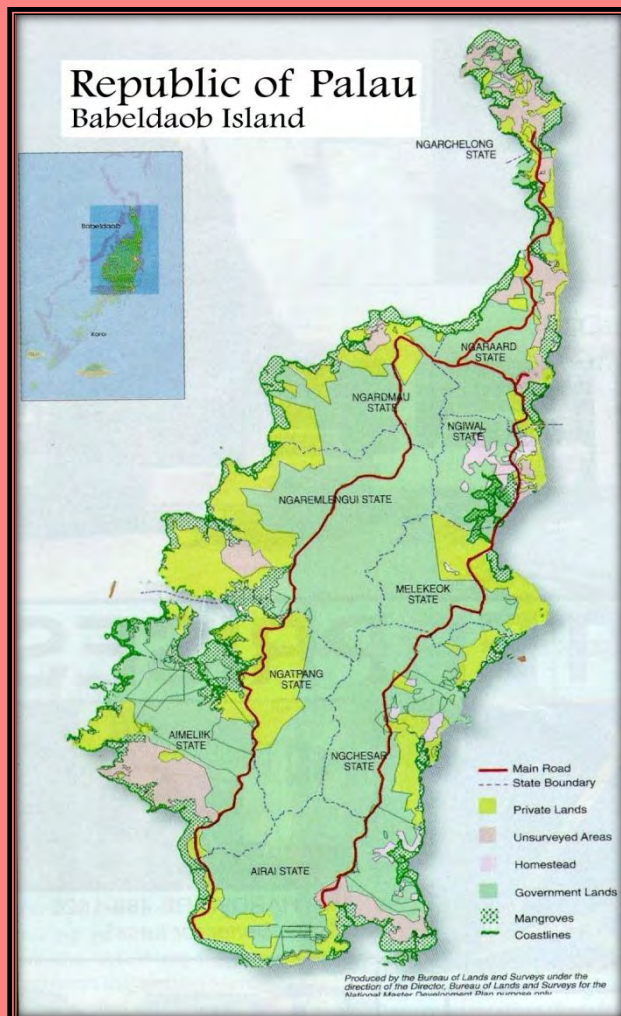 Republic of Palau
Babeldaob Island
NGARCHELONG
STATE
Babeldaob
Koror
NGARAARD
STATE
NGARDMAU
STATE
NGIWAL
STATE
NGAREMLENGUI STATE
MELEKEOK
STATE
NGATPANG
STATE
AIMELIIK
STATE
NGCHESAR
STATE
AIRAI STATE
Main Road
State Boundary
Private Lands
Unsurveyed Areas
Homestead
Government Lands
Mangroves
Coastlines
Produced by the Bureau of Lands and Surveys under the
direction of the Director, Bureau of Lands and Surveys for the
National Master Development Plan purpose only